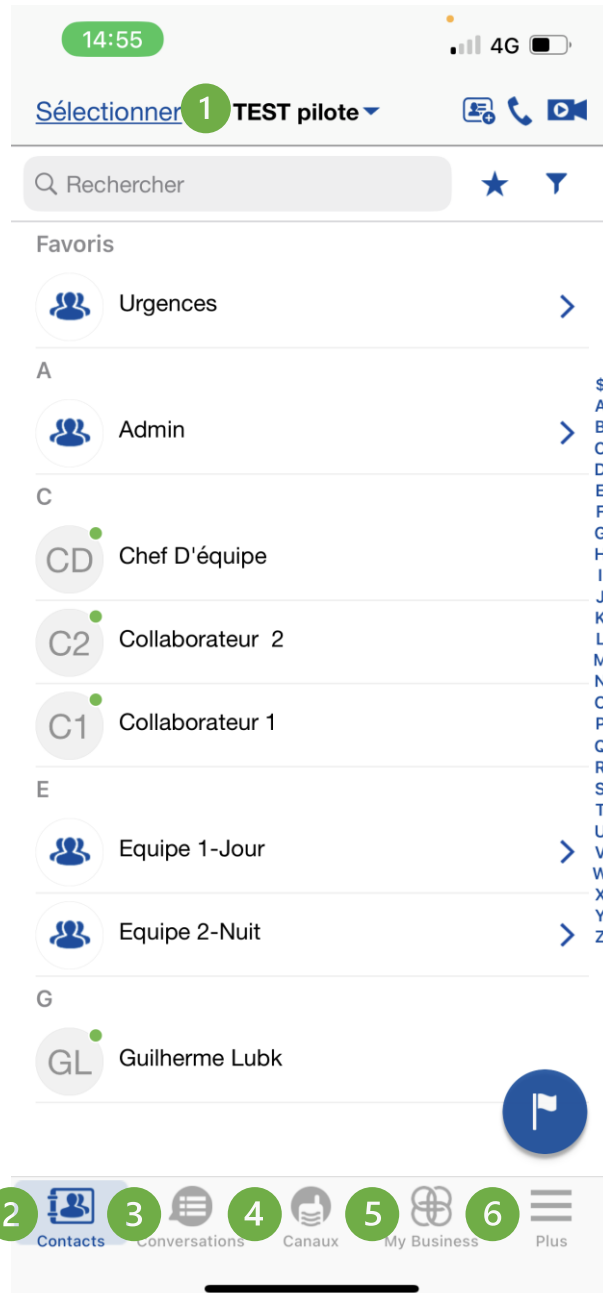 14:55 4G
Sélectionner 1 TEST pilote
Rechercher
Favoris
Urgences
A
Admin
C
CD Chef D'équipe
C2 Collaborateur 2
C1 Collaborateur 1
E
Equipe 1-Jour
Equipe 2-Nuit
G
GL Guilherme Lubk
$
A
B
C
D
E
F
G
H
I
J
K
L
M
N
O
P
Q
R
S
T
U
V
W
X
Y
Z
2 3 4 5 6
Contacts Conversations Canaux My Business Plus